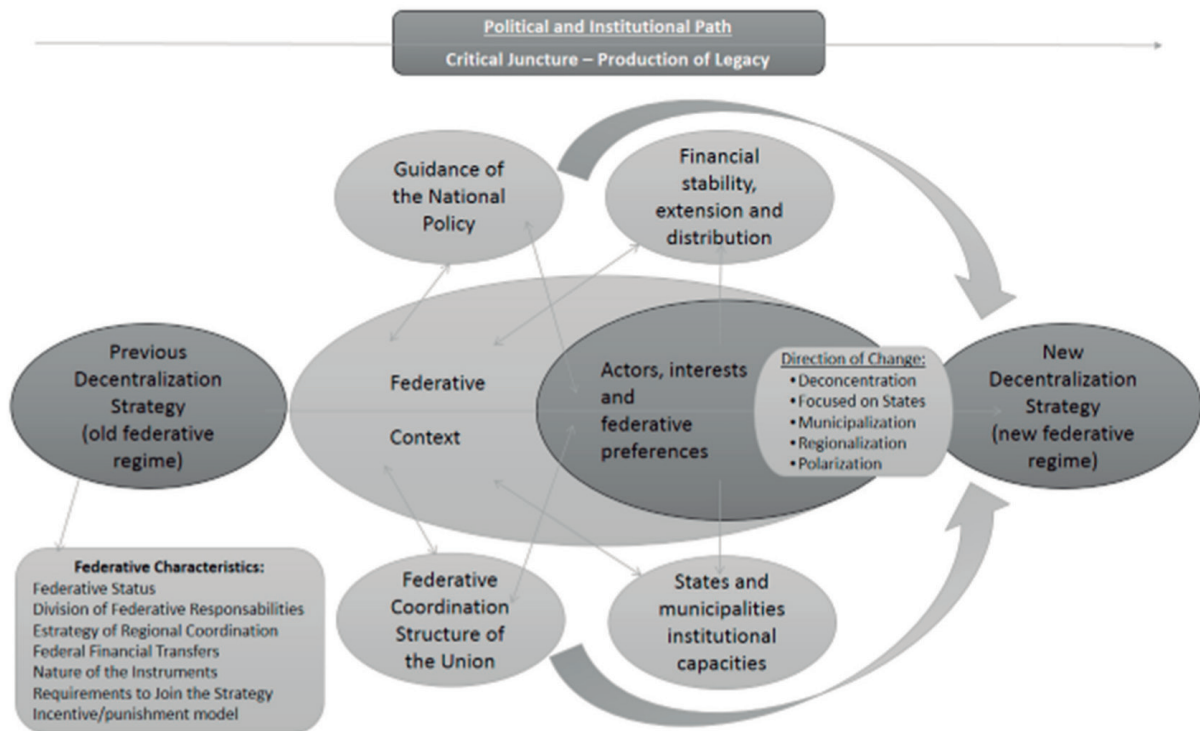 Political and Institutional Path
Critical Juncture – Production of Legacy
Guidance of
the National
Policy
Financial
stability,
extension and
distribution
Previous
Decentralization
Strategy
(old federative
regime)
Federative
Context
Actors, interests
and
federative
preferences
Direction of Change:
•Deconcentration
•Focused on States
•Municipalization
•Regionalization
•Polarization
New
Decentralization
Strategy
(new federative
regime)
Federative Characteristics:
Federative Status
Division of Federative Responsabilities
Estrategy of Regional Coordination
Federal Financial Transfers
Nature of the Instruments
Requirements to Join the Strategy
Incentive/punishment model
Federative
Coordination
Structure of
the Union
States and
municipalities
institutional
capacities